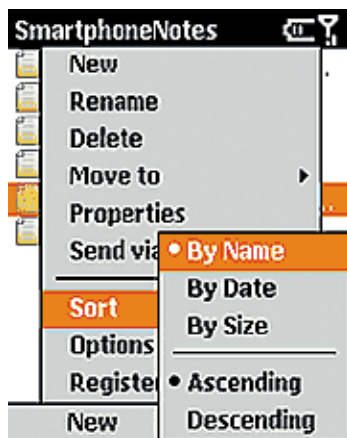 SmartphoneNotes
New
Rename
Delete
Move to
Properties
Send via
Sort
Options
New
By Name
By Date
By Size
Ascending
Descending